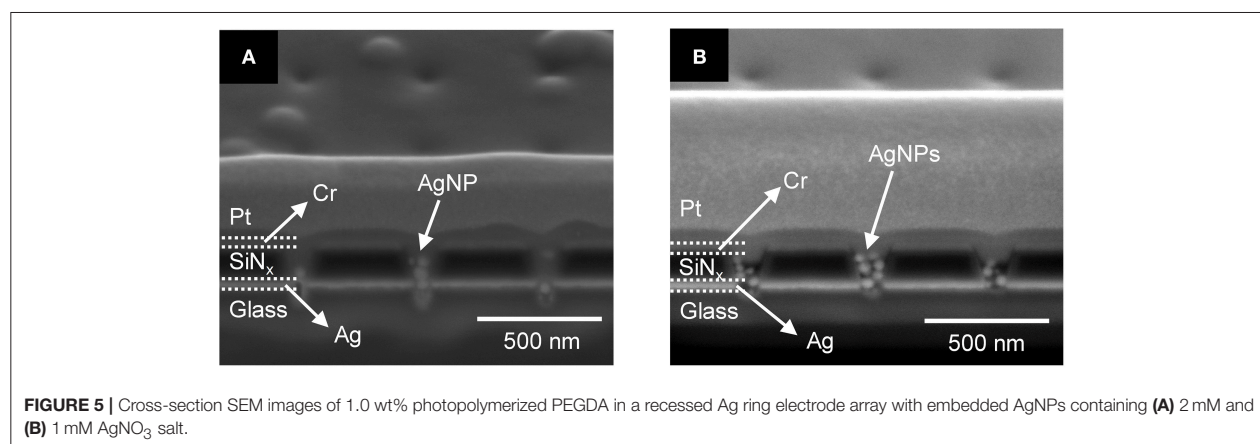 A
AgNP
Cr
Pt
SiNx
Glass
Ag
500 nm
B
AgNPs
Cr
Pt
SiNx
Glass
Ag
500 nm
FIGURE 5 | Cross-section SEM images of 1.0 wt% photopolymerized PEGDA in a recessed Ag ring electrode array with embedded AgNPs containing (A) 2 mM and
(B) 1 mM AgNO3 salt.